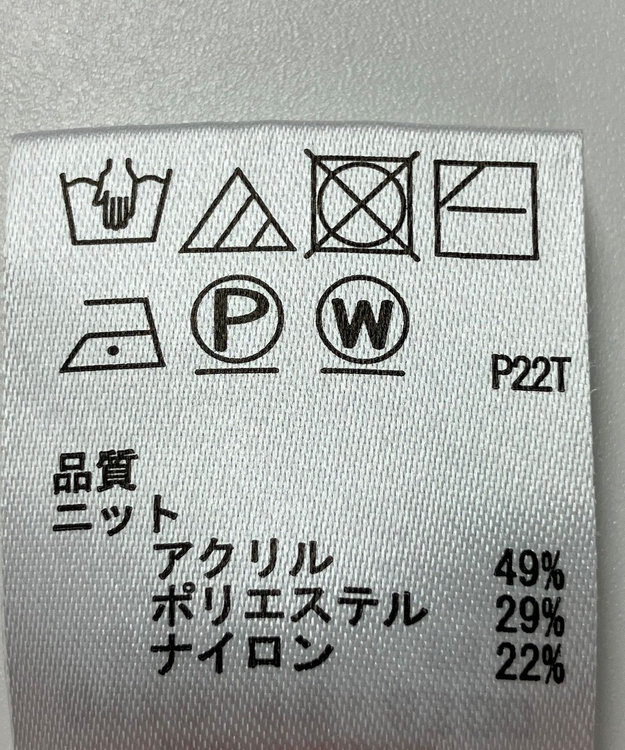 P W
P22T
品質
ニット
アクリル 49%
ポリエステル 29%
ナイロン 22%